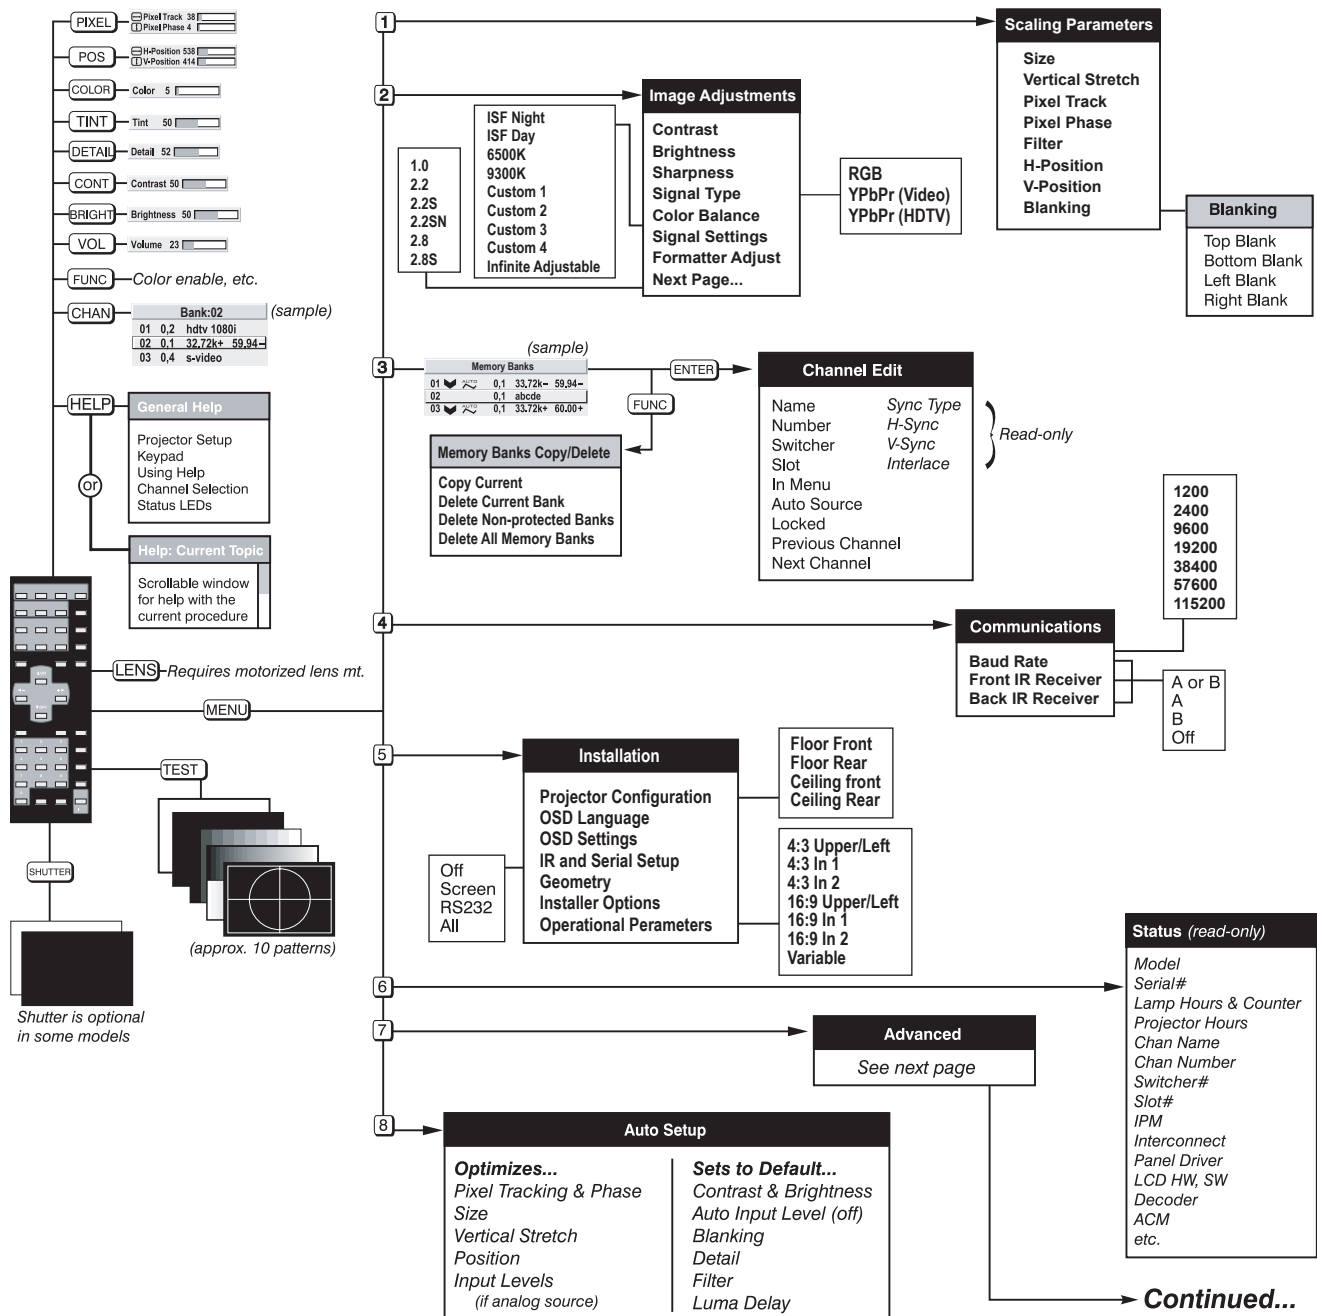 PIXEL
Pixel Track 38
Pixel Phase 4
POS
H-Position 538
V-Position 414
COLOR
Color 5
TINT
Tint 50
DETAIL
Detail 52
CONT
Contrast 50
BRIGHT
Brightness 50
VOL
Volume 23
FUNC
Color enable, etc.
CHAN
Bank:02
(sample)
01 0,2 hdtv 1080i
02 0.1 32.72k+ 59.94–
03 0,4 s-video
HELP
General Help
Projector Setup
Keypad
Using Help
Channel Selection
Status LEDs
or
Help: Current Topic
Scrollable window
for help with the
current procedure
LENS
Requires motorized lens mt.
MENU
TEST
(approx. 10 patterns)
SHUTTER
Shutter is optional
in some models
1
Scaling Parameters
Size
Vertical Stretch
Pixel Track
Pixel Phase
Filter
H-Position
V-Position
Blanking
Blanking
Top Blank
Bottom Blank
Left Blank
Right Blank
2
Image Adjustments
Contrast
Brightness
Sharpness
Signal Type
Color Balance
Signal Settings
Formatter Adjust
Next Page...
ISF Night
ISF Day
6500K
9300K
Custom 1
Custom 2
Custom 3
Custom 4
Infinite Adjustable
1.0
2.2
2.2S
2.2SN
2.8
2.8S
RGB
YPbPr (Video)
YPbPr (HDTV)
3
(sample)
Memory Banks
01 AUTO 0,1 33,72k– 59,94–
02 0,1 abcde
03 AUTO 0,1 33.72k+ 60.00+
ENTER
FUNC
Memory Banks Copy/Delete
Copy Current
Delete Current Bank
Delete Non-protected Banks
Delete All Memory Banks
Channel Edit
Name Sync Type
Number H-Sync
Switcher V-Sync
Slot Interlace
In Menu
Auto Source
Locked
Previous Channel
Next Channel
Read-only
4
Communications
Baud Rate
Front IR Receiver
Back IR Receiver
1200
2400
9600
19200
38400
57600
115200
A or B
A
B
Off
5
Installation
Projector Configuration
OSD Language
OSD Settings
IR and Serial Setup
Geometry
Installer Options
Operational Perameters
Floor Front
Floor Rear
Ceiling front
Ceiling Rear
Off
Screen
RS232
All
4:3 Upper/Left
4:3 In 1
4:3 In 2
16:9 Upper/Left
16:9 In 1
16:9 In 2
Variable
6
Status (read-only)
Model
Serial#
Lamp Hours & Counter
Projector Hours
Chan Name
Chan Number
Switcher#
Slot#
IPM
Interconnect
Panel Driver
LCD HW, SW
Decoder
ACM
etc.
7
Advanced
See next page
8
Auto Setup
Optimizes...
Pixel Tracking & Phase
Size
Vertical Stretch
Position
Input Levels
(if analog source)
Sets to Default...
Contrast & Brightness
Auto Input Level (off)
Blanking
Detail
Filter
Luma Delay
Continued...